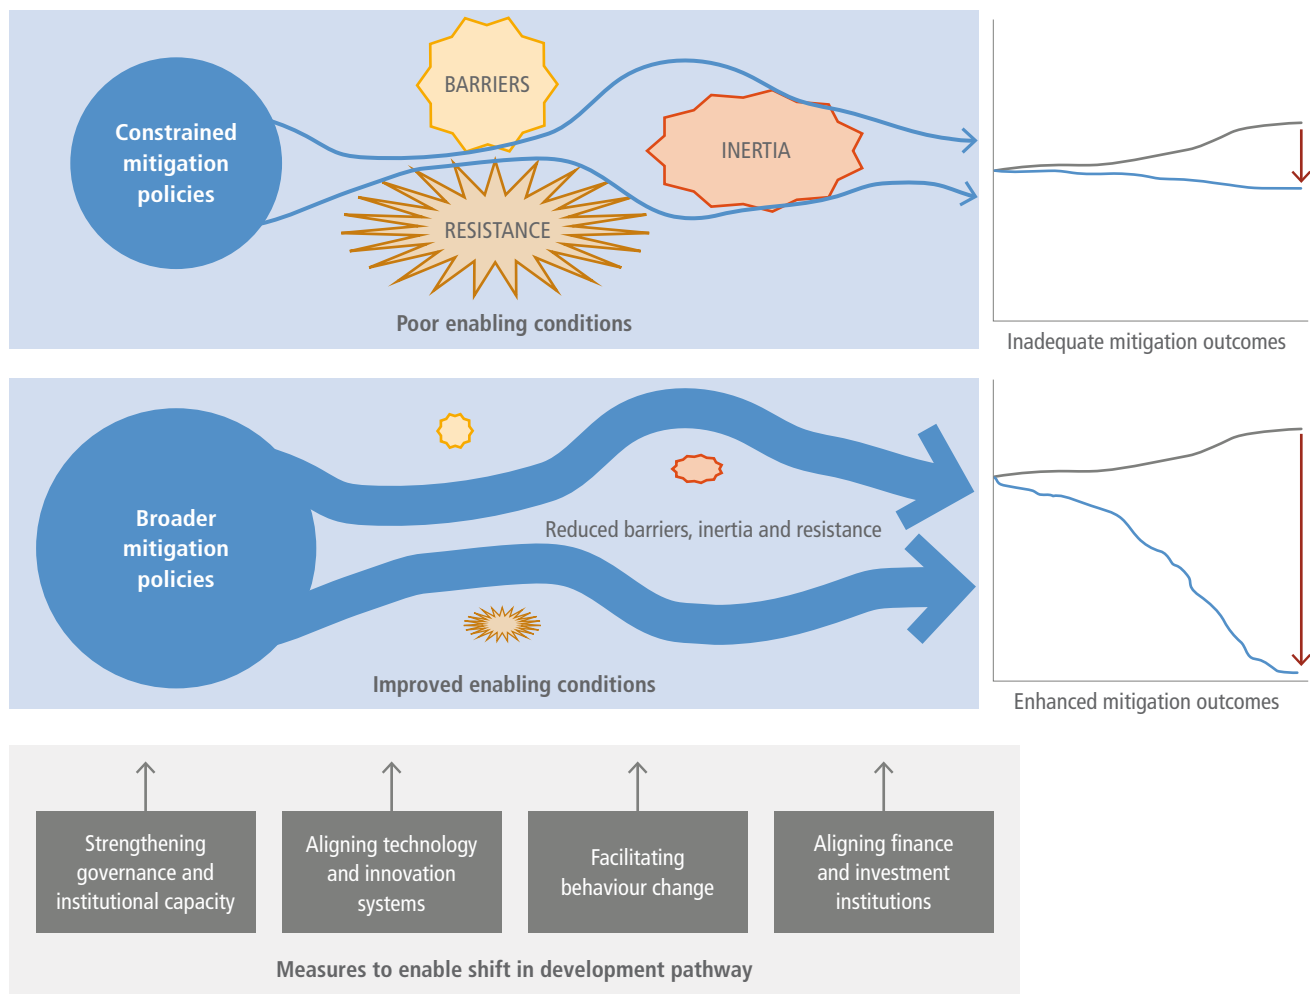 Constrained
mitigation
policies
BARRIERS
RESISTANCE
INERTIA
Poor enabling conditions
Inadequate mitigation outcomes
Broader
mitigation
policies
Reduced barriers, inertia and resistance
Improved enabling conditions
Enhanced mitigation outcomes
Strengthening
governance and
institutional capacity
Aligning technology
and innovation
systems
Facilitating
behaviour change
Aligning finance
and investment
institutions
Measures to enable shift in development pathway